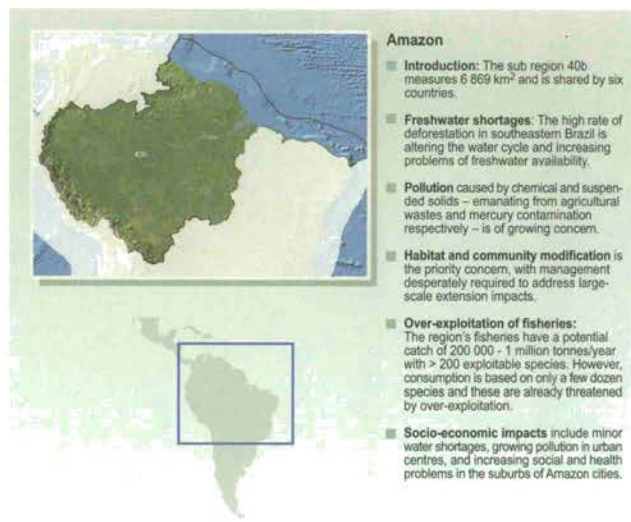 Amazon
Introduction: The sub region 40b
measures 6 869 km² and is shared by six
countries.
Freshwater shortages: The high rate of
deforestation in southeastern Brazil is
altering the water cycle and increasing
problems of freshwater availability.
Pollution caused by chemical and suspen-
ded solids – emanating from agricultural
wastes and mercury contamination
respectively – is of growing concern.
Habitat and community modification is
the priority concern, with management
desperately required to address large-
scale extension impacts.
Over-exploitation of fisheries:
The region's fisheries have a potential
catch of 200 000 - 1 million tonnes/year
with > 200 exploitable species. However,
consumption is based on only a few dozen
species and these are already threatened
by over-exploitation.
Socio-economic impacts include minor
water shortages, growing pollution in urban
centres, and increasing social and health
problems in the suburbs of Amazon cities.